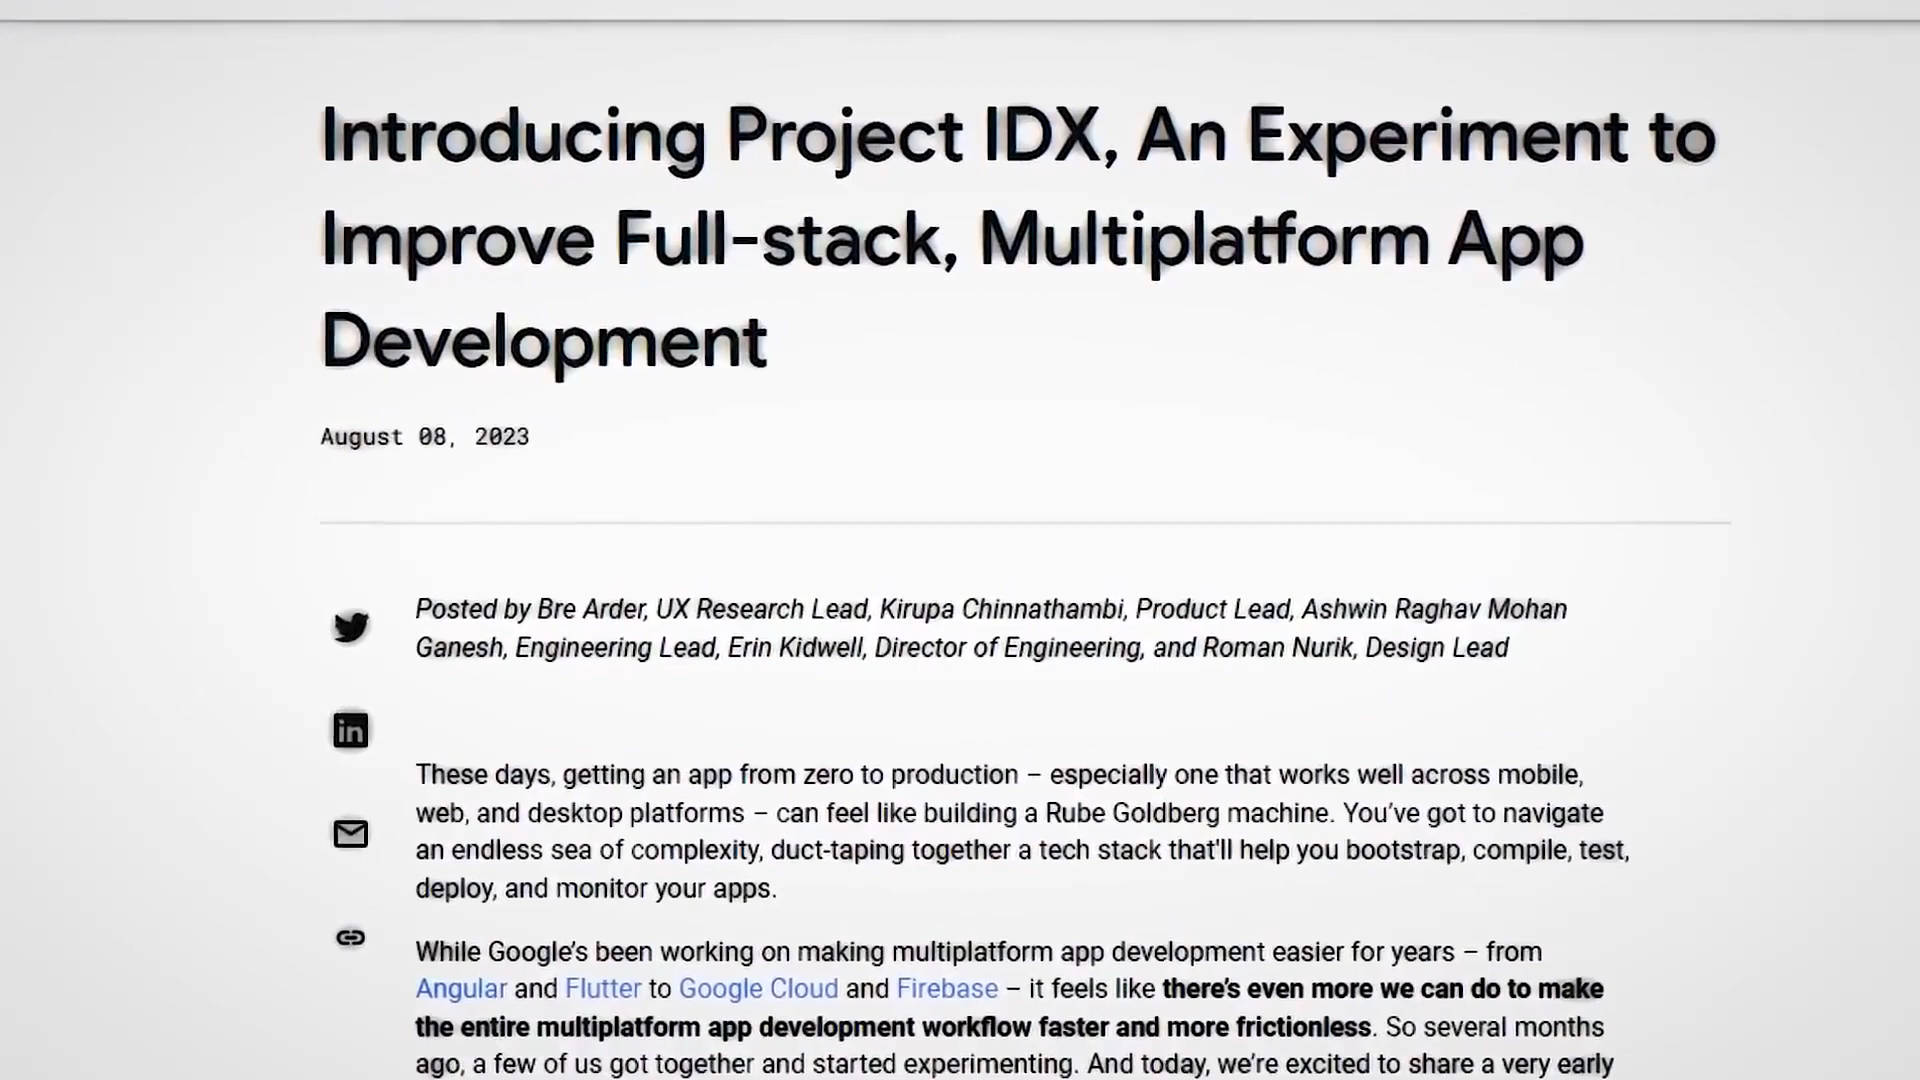 Introducing Project IDX, An Experiment to
Improve Full-stack, Multiplatform App
Development
August 08, 2023
Posted by Bre Arder, UX Research Lead, Kirupa Chinnathambi, Product Lead, Ashwin Raghav Mohan
Ganesh, Engineering Lead, Erin Kidwell, Director of Engineering, and Roman Nurik, Design Lead
in
These days, getting an app from zero to production – especially one that works well across mobile,
web, and desktop platforms – can feel like building a Rube Goldberg machine. You’ve got to navigate
an endless sea of complexity, duct-taping together a tech stack that'll help you bootstrap, compile, test,
deploy, and monitor your apps.
While Google’s been working on making multiplatform app development easier for years – from
Angular and Flutter to Google Cloud and Firebase – it feels like there’s even more we can do to make
the entire multiplatform app development workflow faster and more frictionless. So several months
ago, a few of us got together and started experimenting. And today, we’re excited to share a very early